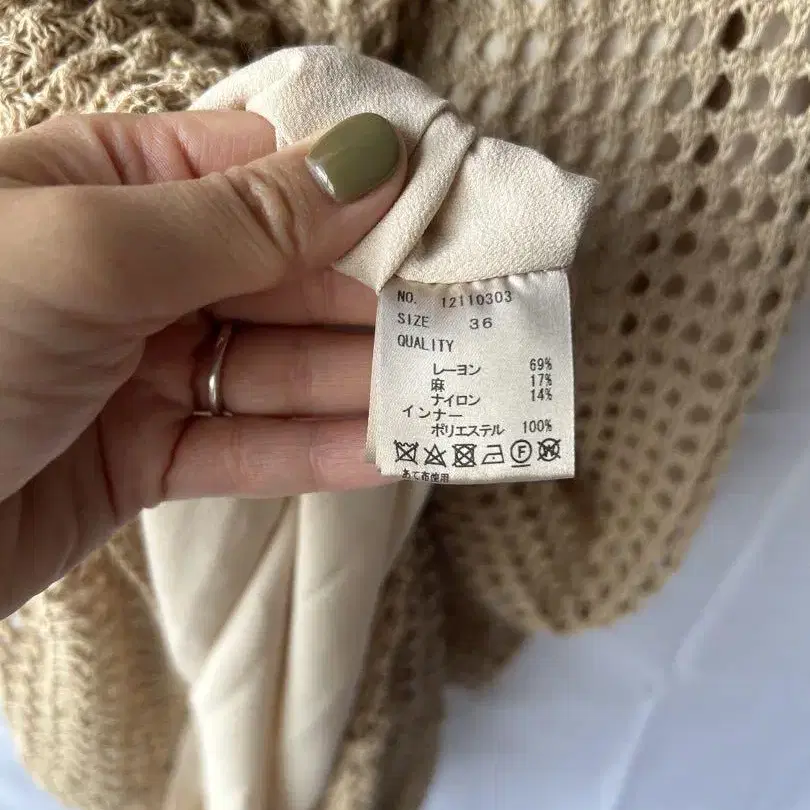 NO. 12110303
SIZE 36
QUALITY
レーヨン 69%
麻 17%
ナイロン 14%
インナー
ポリエステル 100%
F W
あて布使用